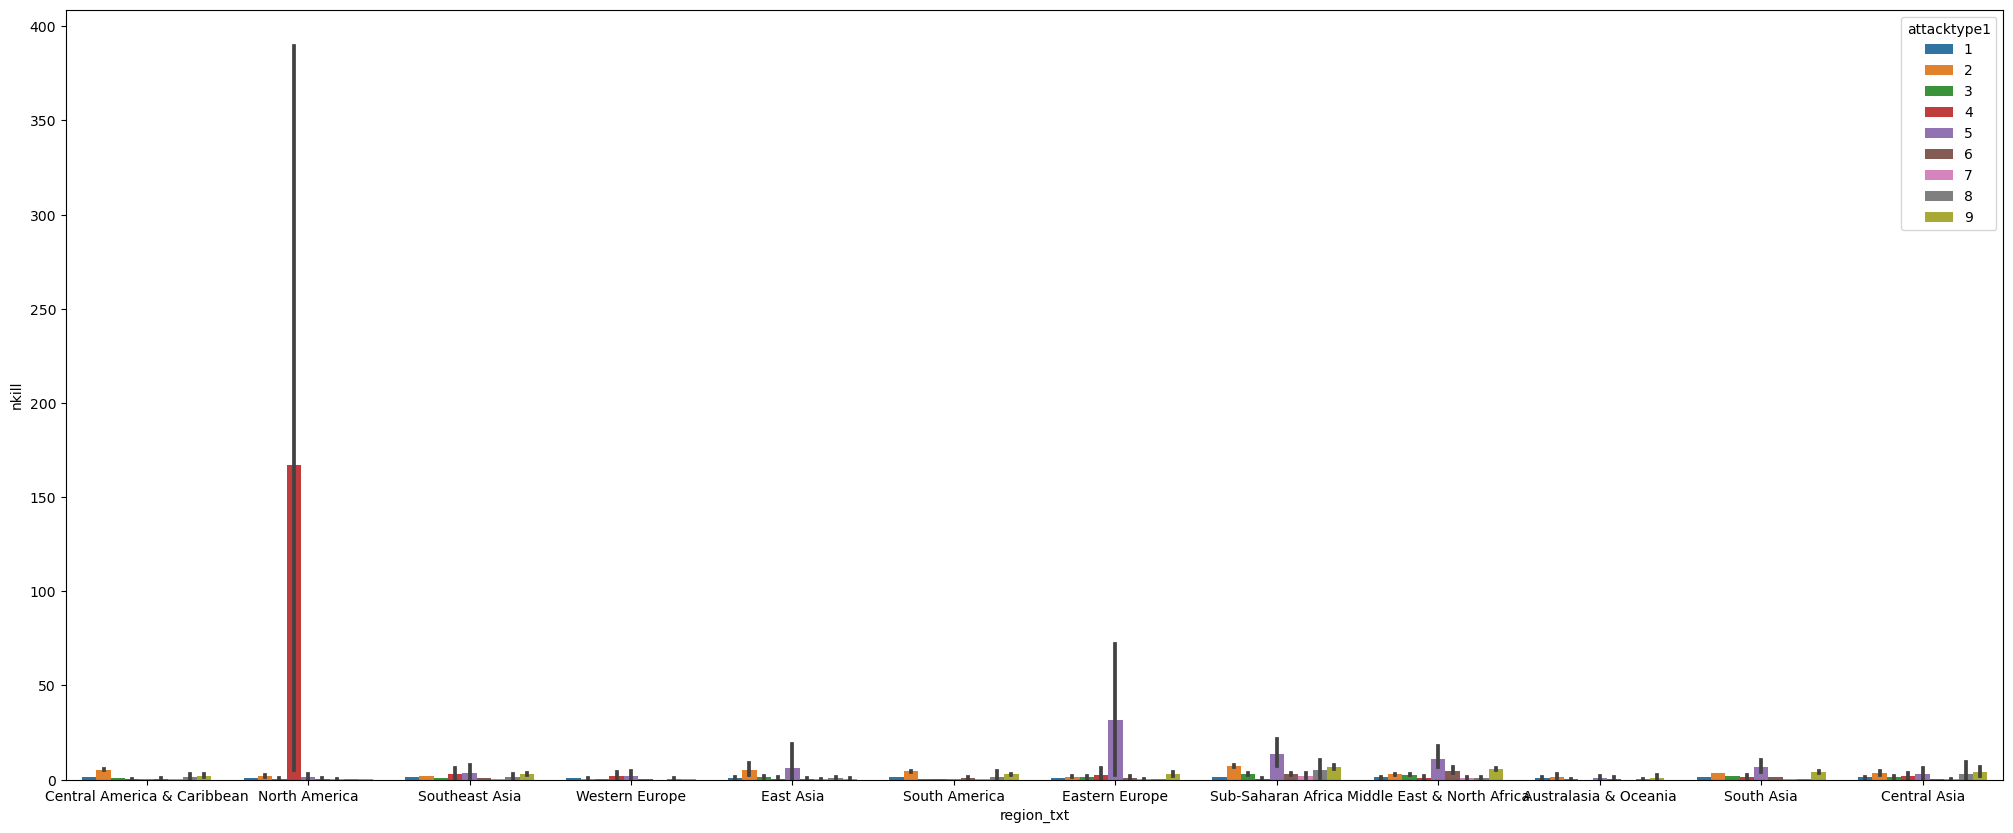 400
350
300
250
200
150
100
50
0
nkill
attacktype1
1
2
3
4
5
6
7
8
9
Central America & Caribbean
North America
Southeast Asia
Western Europe
East Asia
South America
Eastern Europe
Sub-Saharan Africa
Middle East & North Africa
Australasia & Oceania
South Asia
Central Asia
region_txt